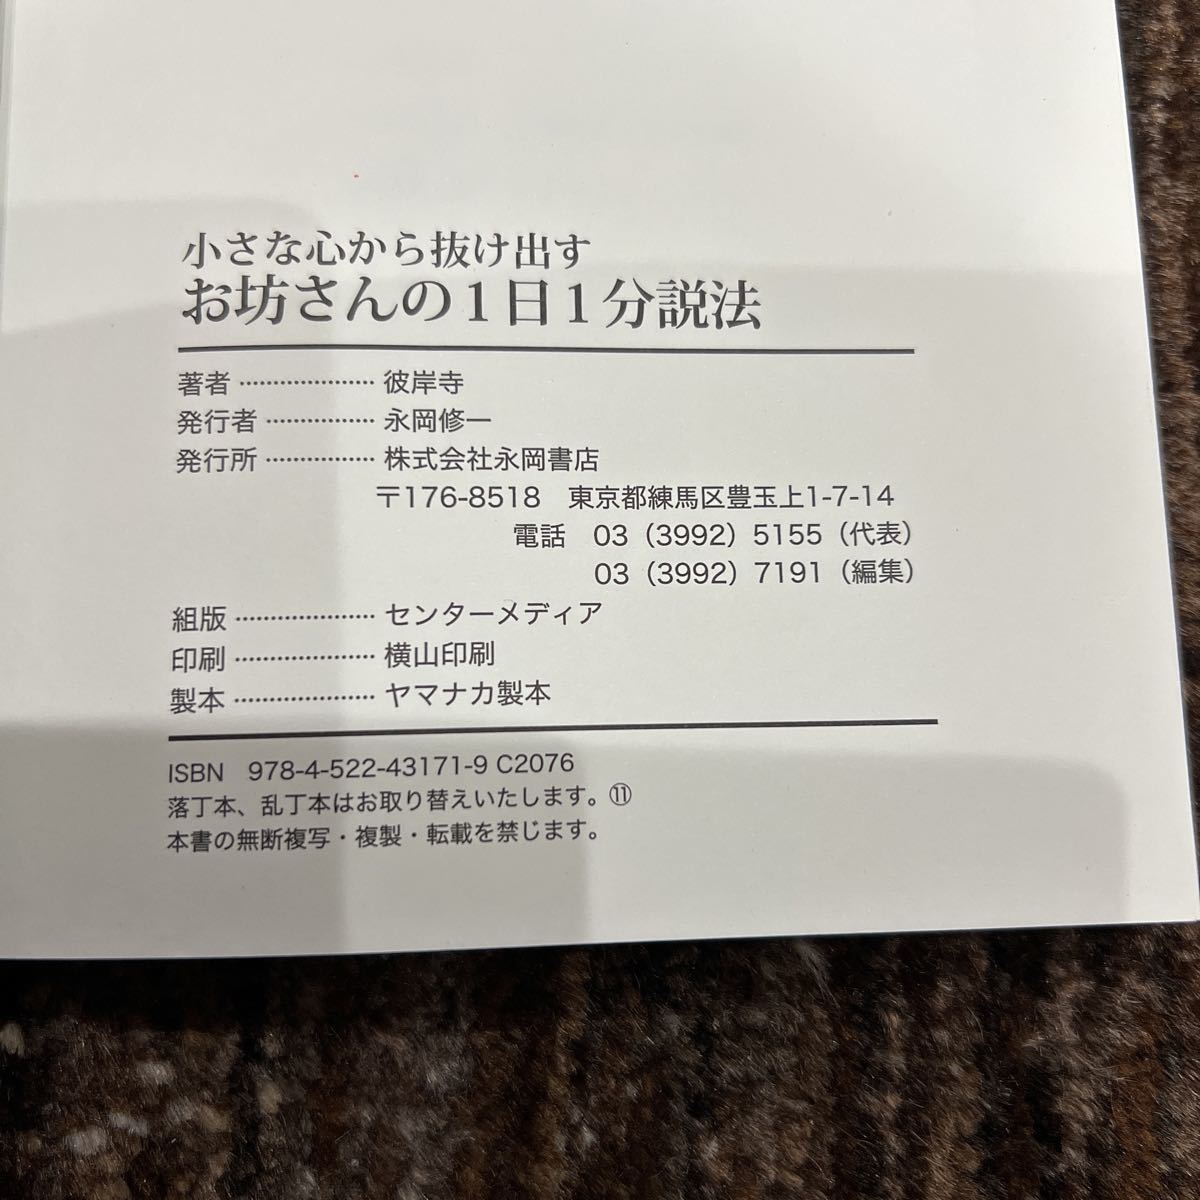 小さな心から抜け出す
お坊さんの１日１分説法
著者 ………………… 彼岸寺
発行者 ……………… 永岡修一
発行所 ……………… 株式会社永岡書店
〒176-8518　東京都練馬区豊玉上1-7-14
電話　03（3992）5155（代表）
03（3992）7191（編集）
組版 ………………… センターメディア
印刷 ………………… 横山印刷
製本 ………………… ヤマナカ製本
ISBN　978-4-522-43171-9 C2076
落丁本、乱丁本はお取り替えいたします。⑪
本書の無断複写・複製・転載を禁じます。